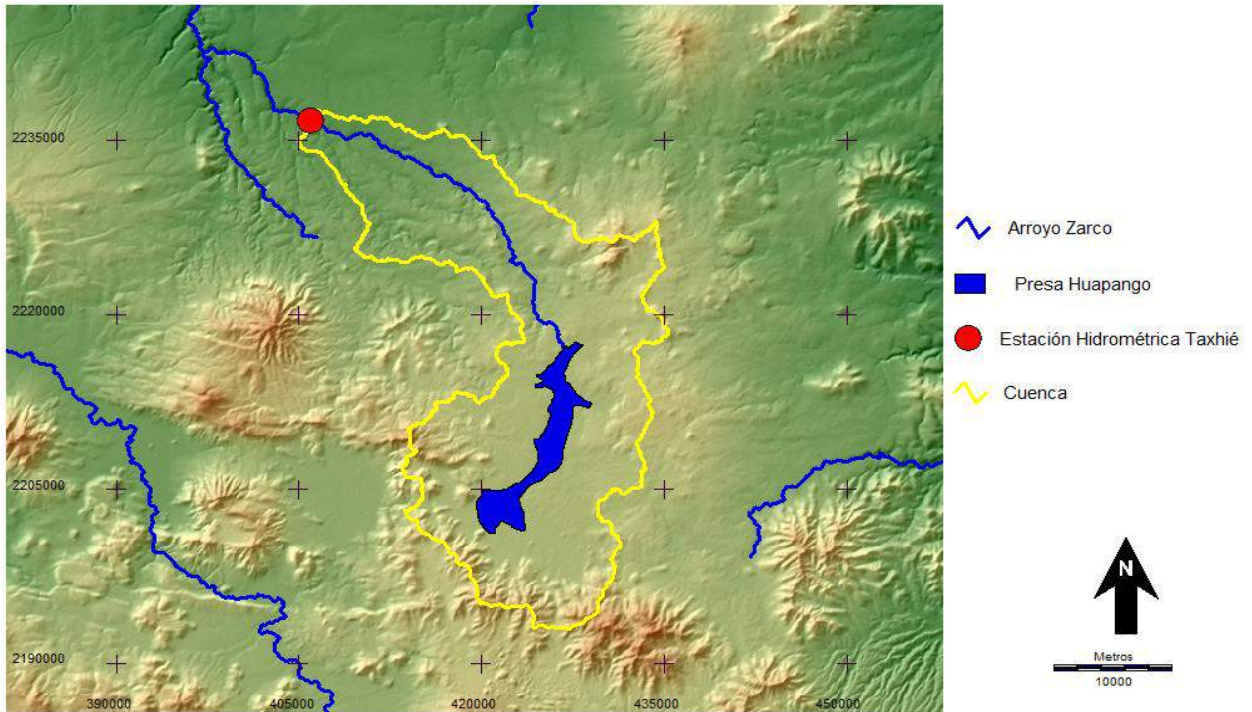 2235000
2220000
2205000
2190000
390000
405000
420000
435000
450000
Arroyo Zarco
Presa Huapango
Estación Hidrométrica Taxhié
Cuenca
N
Metros
10000